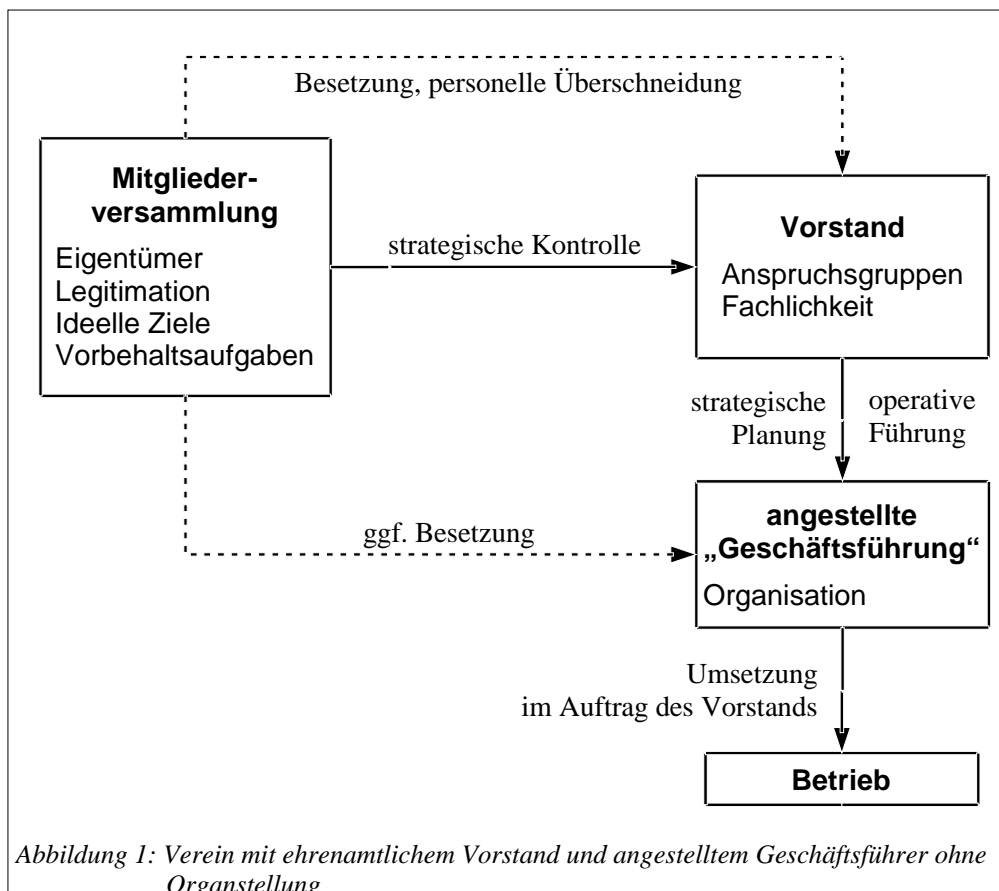 Besetzung, personelle Überschneidung
Mitglieder-
versammlung
Eigentümer
Legitimation
Ideelle Ziele
Vorbehaltsaufgaben
strategische Kontrolle
Vorstand
Anspruchsgruppen
Fachlichkeit
strategische
Planung
operative
Führung
ggf. Besetzung
angestellte
„Geschäftsführung“
Organisation
Umsetzung
im Auftrag des Vorstands
Betrieb
Abbildung 1: Verein mit ehrenamtlichem Vorstand und angestelltem Geschäftsführer ohne
Organstellung